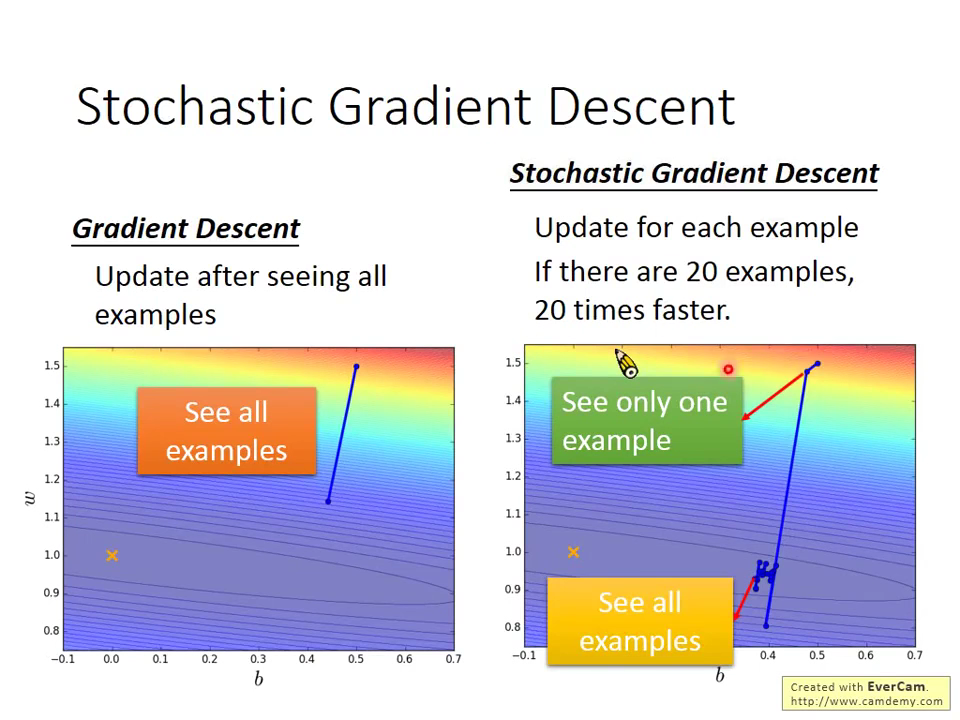 Stochastic Gradient Descent
Gradient Descent
Update after seeing all
examples
Stochastic Gradient Descent
Update for each example
If there are 20 examples,
20 times faster.
See all
examples
1.5
1.4
1.3
1.2
1.1
1.0
0.9
0.8
w
−0.1 0.0 0.1 0.2 0.3 0.4 0.5 0.6 0.7
b
See only one
example
See all
examples
1.5
1.4
1.3
1.2
1.1
1.0
0.9
0.8
−0.1 0.4 0.5 0.6 0.7
b
Created with EverCam.
http://www.camdemy.com